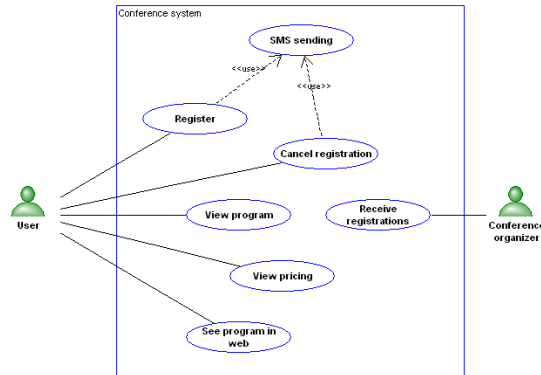 Conference system
SMS sending
<<use>>
<<use>>
Register
Cancel registration
User
View program
Receive
registrations
Conference
organizer
View pricing
See program in
web